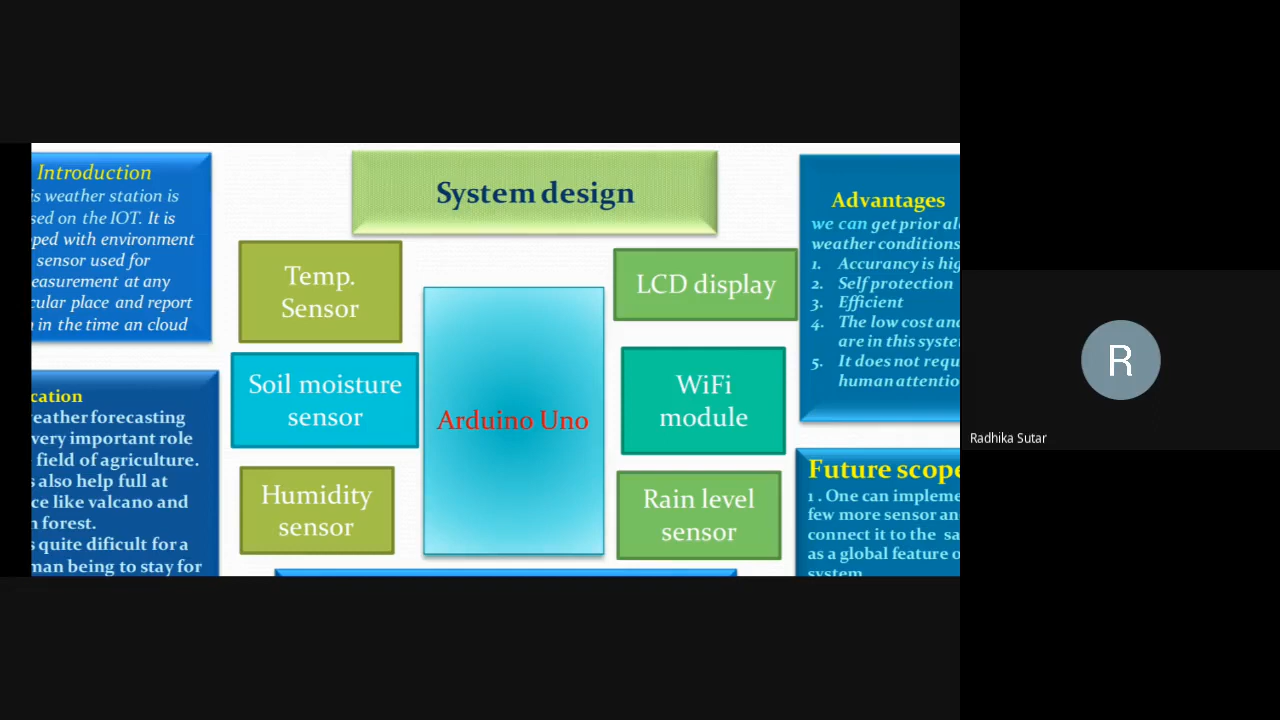 Introduction
is weather station is
sed on the IOT. It is
ped with environment
sensor used for
easurement at any
cular place and report
n in the time an cloud
cation
eather forecasting
very important role
field of agriculture.
s also help full at
ce like valcano and
n forest.
s quite dificult for a
man being to stay for
System design
Temp.
Sensor
Soil moisture
sensor
Humidity
sensor
Arduino Uno
LCD display
WiFi
module
Rain level
sensor
Advantages
we can get prior al
weather conditions
1. Accurancy is hig
2. Self protection
3. Efficient
4. The low cost and
are in this syste
5. It does not requ
human attentio
Future scope
1 . One can impleme
few more sensor an
connect it to the sa
as a global feature o
system
R
Radhika Sutar